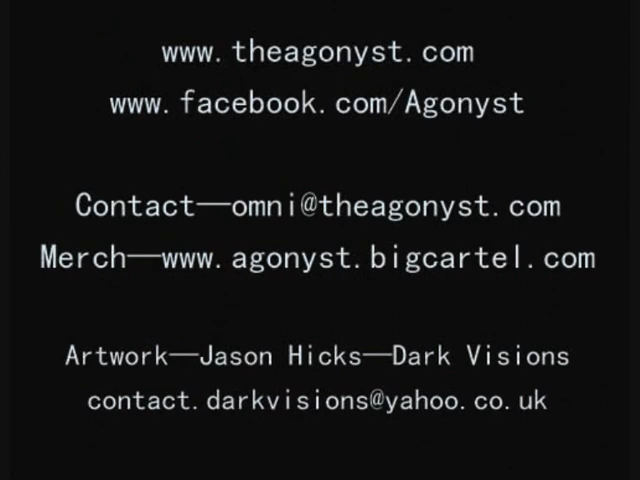 www.theagonyst.com
www.facebook.com/Agonyst
Contact—omni@theagonyst.com
Merch—www.agonyst.bigcartel.com
Artwork—Jason Hicks—Dark Visions
contact.darkvisions@yahoo.co.uk